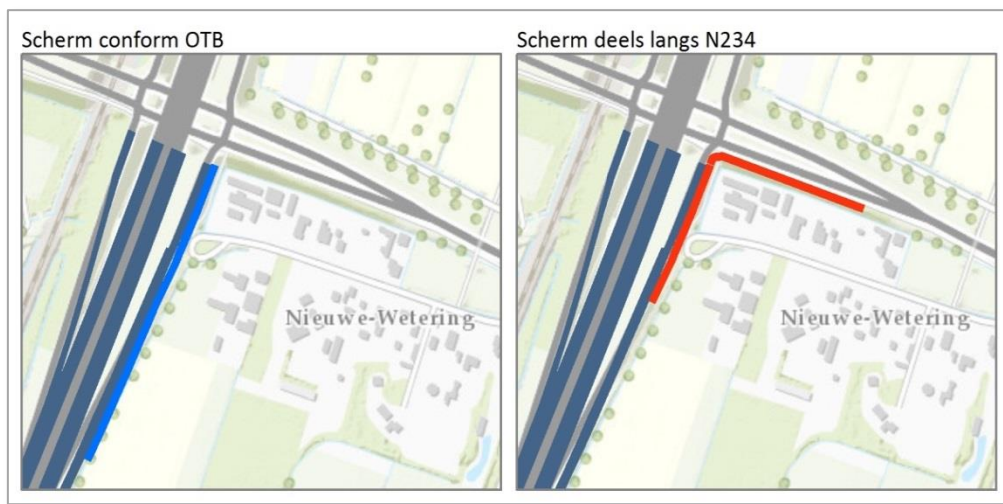 Scherm conform OTB
Scherm deels langs N234
Nieuwe-Wetering
Nieuwe-Wetering